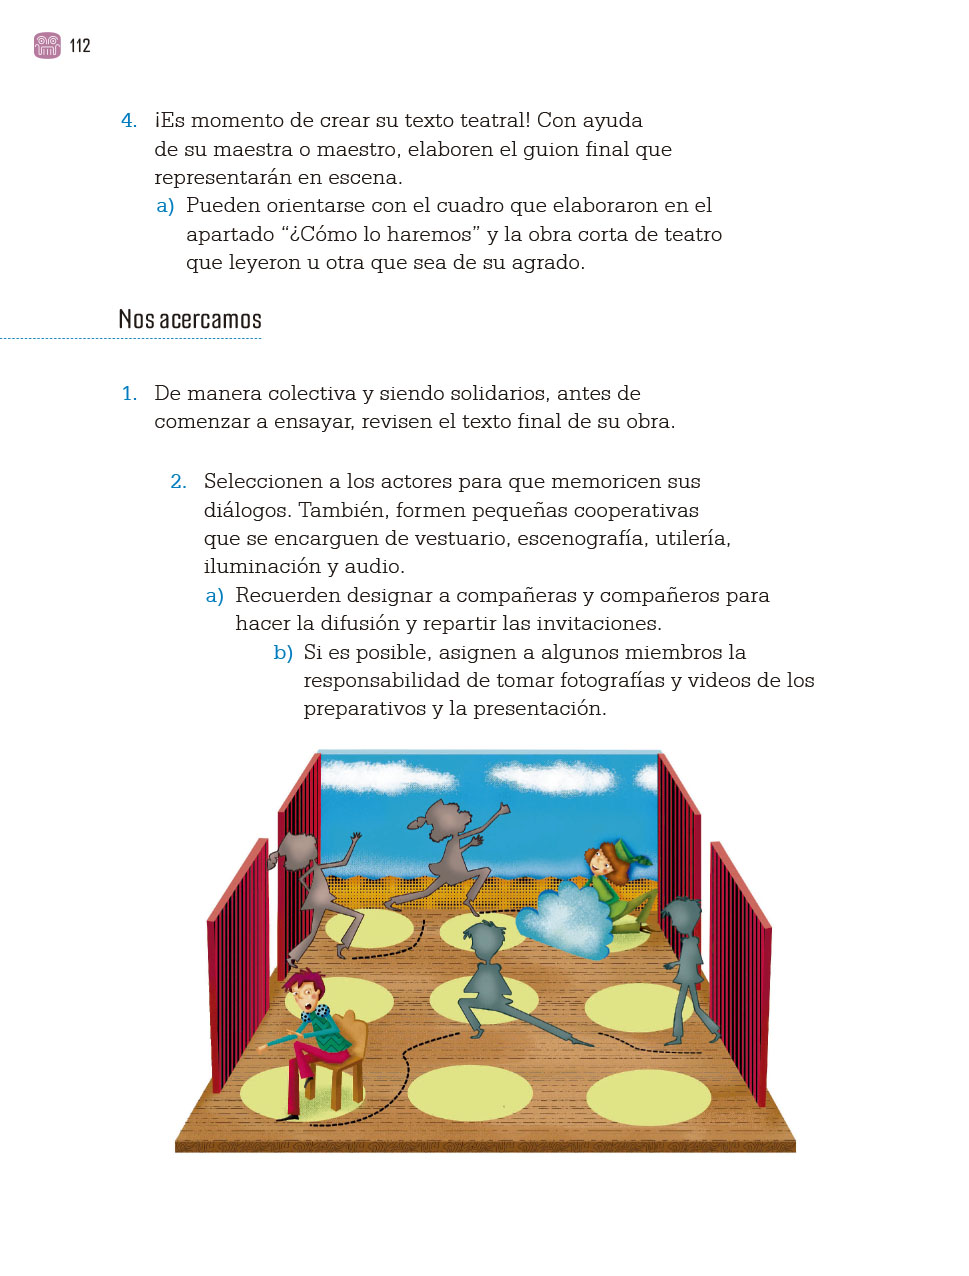 112
4. ¡Es momento de crear su texto teatral! Con ayuda
de su maestra o maestro, elaboren el guion final que
representarán en escena.
a) Pueden orientarse con el cuadro que elaboraron en el
apartado “¿Cómo lo haremos” y la obra corta de teatro
que leyeron u otra que sea de su agrado.
Nos acercamos
1. De manera colectiva y siendo solidarios, antes de
comenzar a ensayar, revisen el texto final de su obra.
2. Seleccionen a los actores para que memoricen sus
diálogos. También, formen pequeñas cooperativas
que se encarguen de vestuario, escenografía, utilería,
iluminación y audio.
a) Recuerden designar a compañeras y compañeros para
hacer la difusión y repartir las invitaciones.
b) Si es posible, asignen a algunos miembros la
responsabilidad de tomar fotografías y videos de los
preparativos y la presentación.